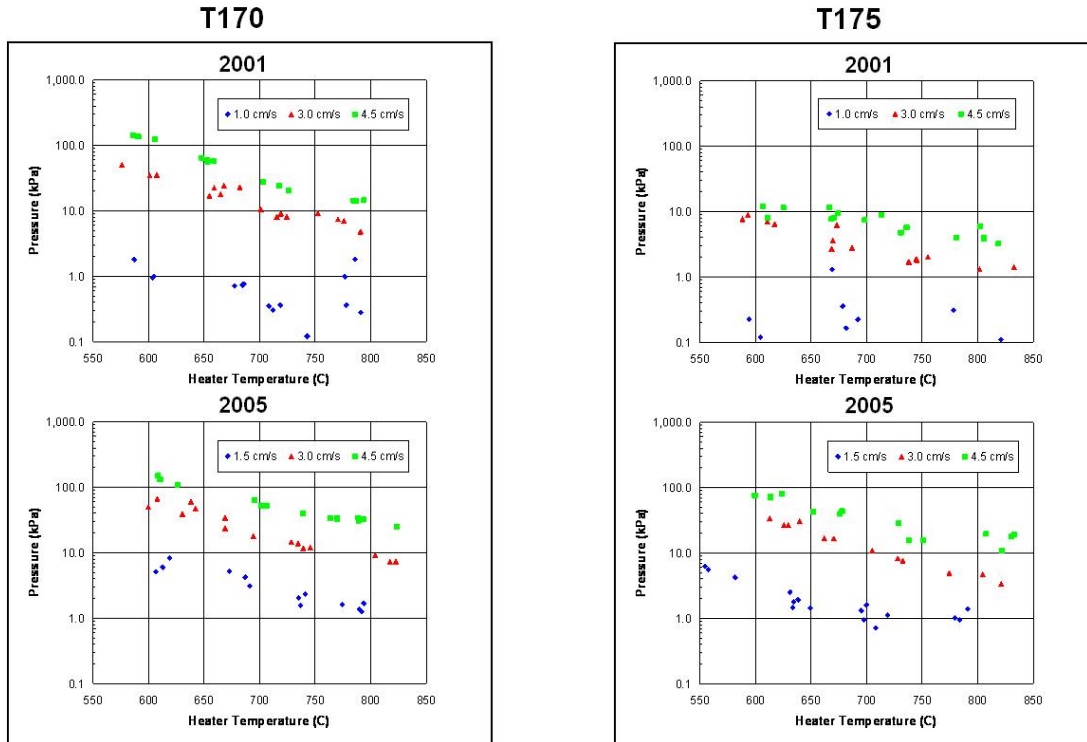 T170
2001
1,000.0
100.0
10.0
1.0
0.1
Pressure (kPa)
1.0 cm/s 3.0 cm/s 4.5 cm/s
550 600 650 700 750 800 850
Heater Temperature (C)
2005
1,000.0
100.0
10.0
1.0
0.1
Pressure (kPa)
1.5 cm/s 3.0 cm/s 4.5 cm/s
550 600 650 700 750 800 850
Heater Temperature (C)
T175
2001
1,000.0
100.0
10.0
1.0
0.1
Pressure (kPa)
1.0 cm/s 3.0 cm/s 4.5 cm/s
550 600 650 700 750 800 850
Heater Temperature (C)
2005
1,000.0
100.0
10.0
1.0
0.1
Pressure (kPa)
1.5 cm/s 3.0 cm/s 4.5 cm/s
550 600 650 700 750 800 850
Heater Temperature (C)